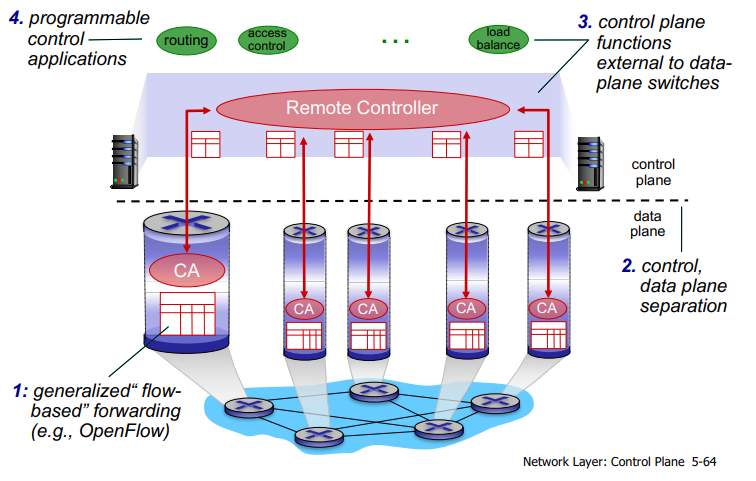 4. programmable
control
applications
routing
access
control
...
load
balance
3. control plane
functions
external to data-
plane switches
Remote Controller
control
plane
data
plane
2. control,
data plane
separation
CA
CA
CA
CA
CA
1: generalized“ flow-
based” forwarding
(e.g., OpenFlow)
Network Layer: Control Plane 5-64